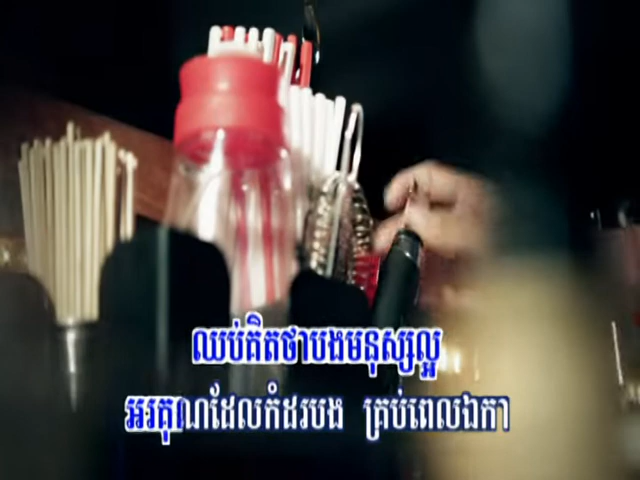 ឈប់គិតថាបងមនុស្សល្អ
អរគុណដែលកំដរបង គ្រប់ពេលឯកា